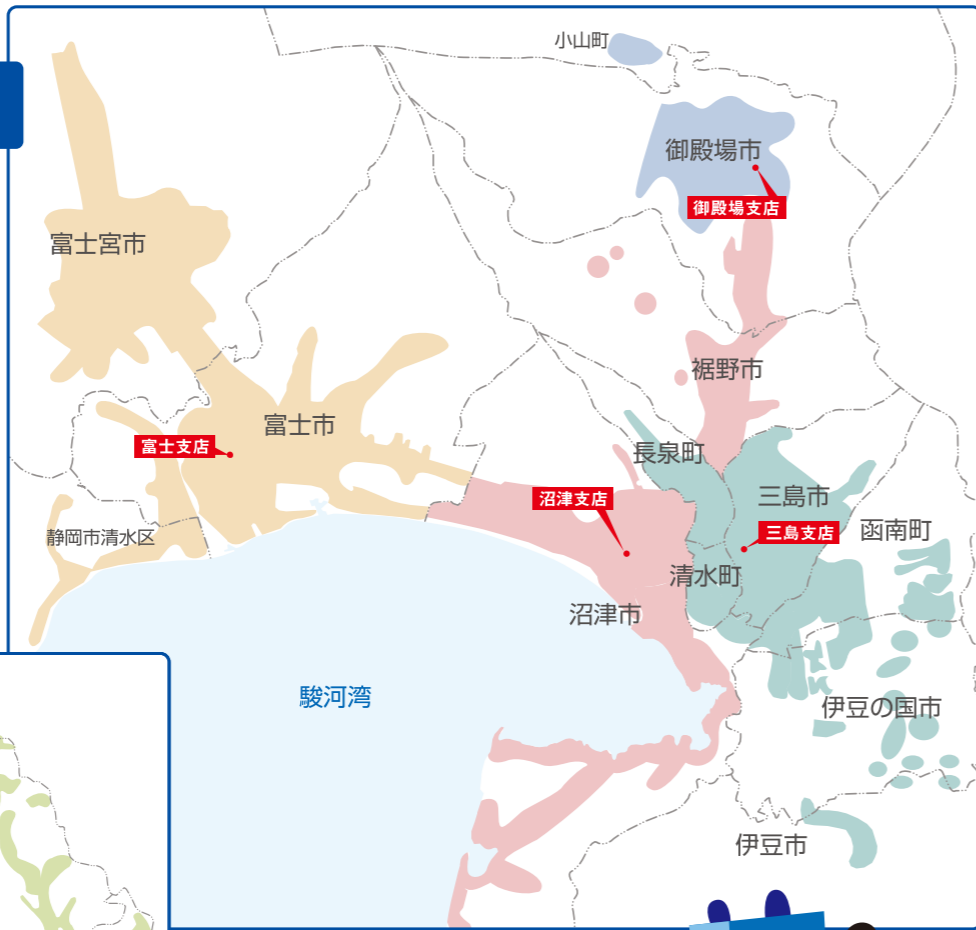 小山町
御殿場市
御殿場支店
富士宮市
裾野市
富士市
富士支店
長泉町
沼津支店
三島市
三島支店
函南町
静岡市清水区
清水町
沼津市
駿河湾
伊豆の国市
伊豆市